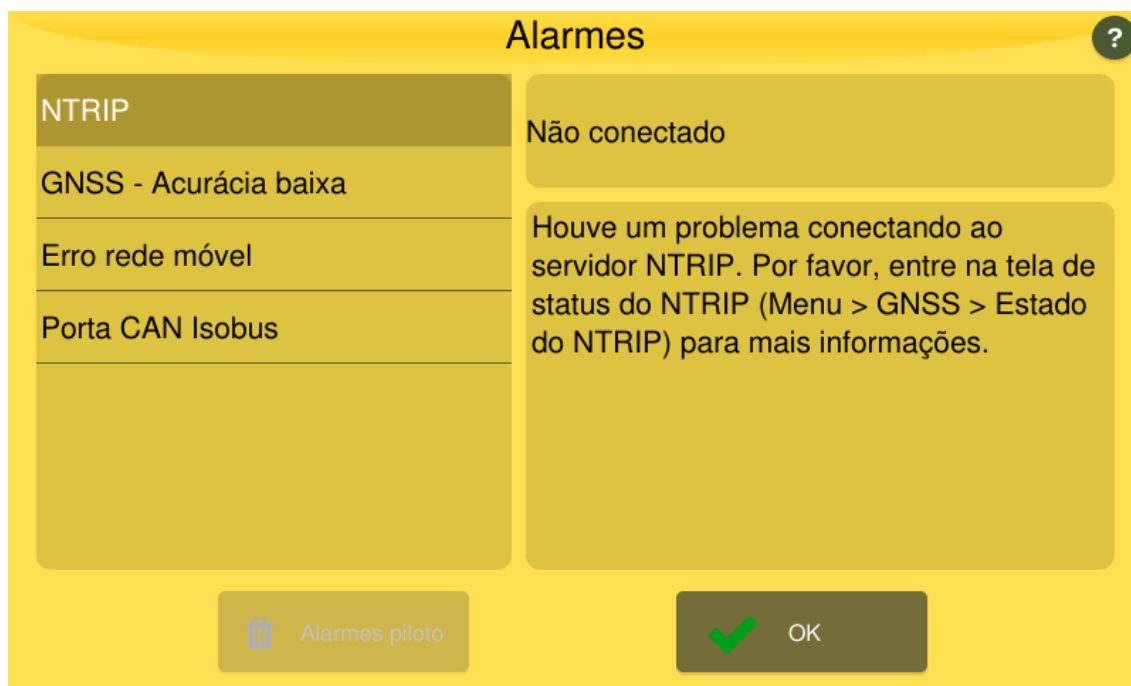 Alarmes
?
NTRIP
GNSS - Acurácia baixa
Erro rede móvel
Porta CAN Isobus
Não conectado
Houve um problema conectando ao
servidor NTRIP. Por favor, entre na tela de
status do NTRIP (Menu > GNSS > Estado
do NTRIP) para mais informações.
Alarmes piloto
OK